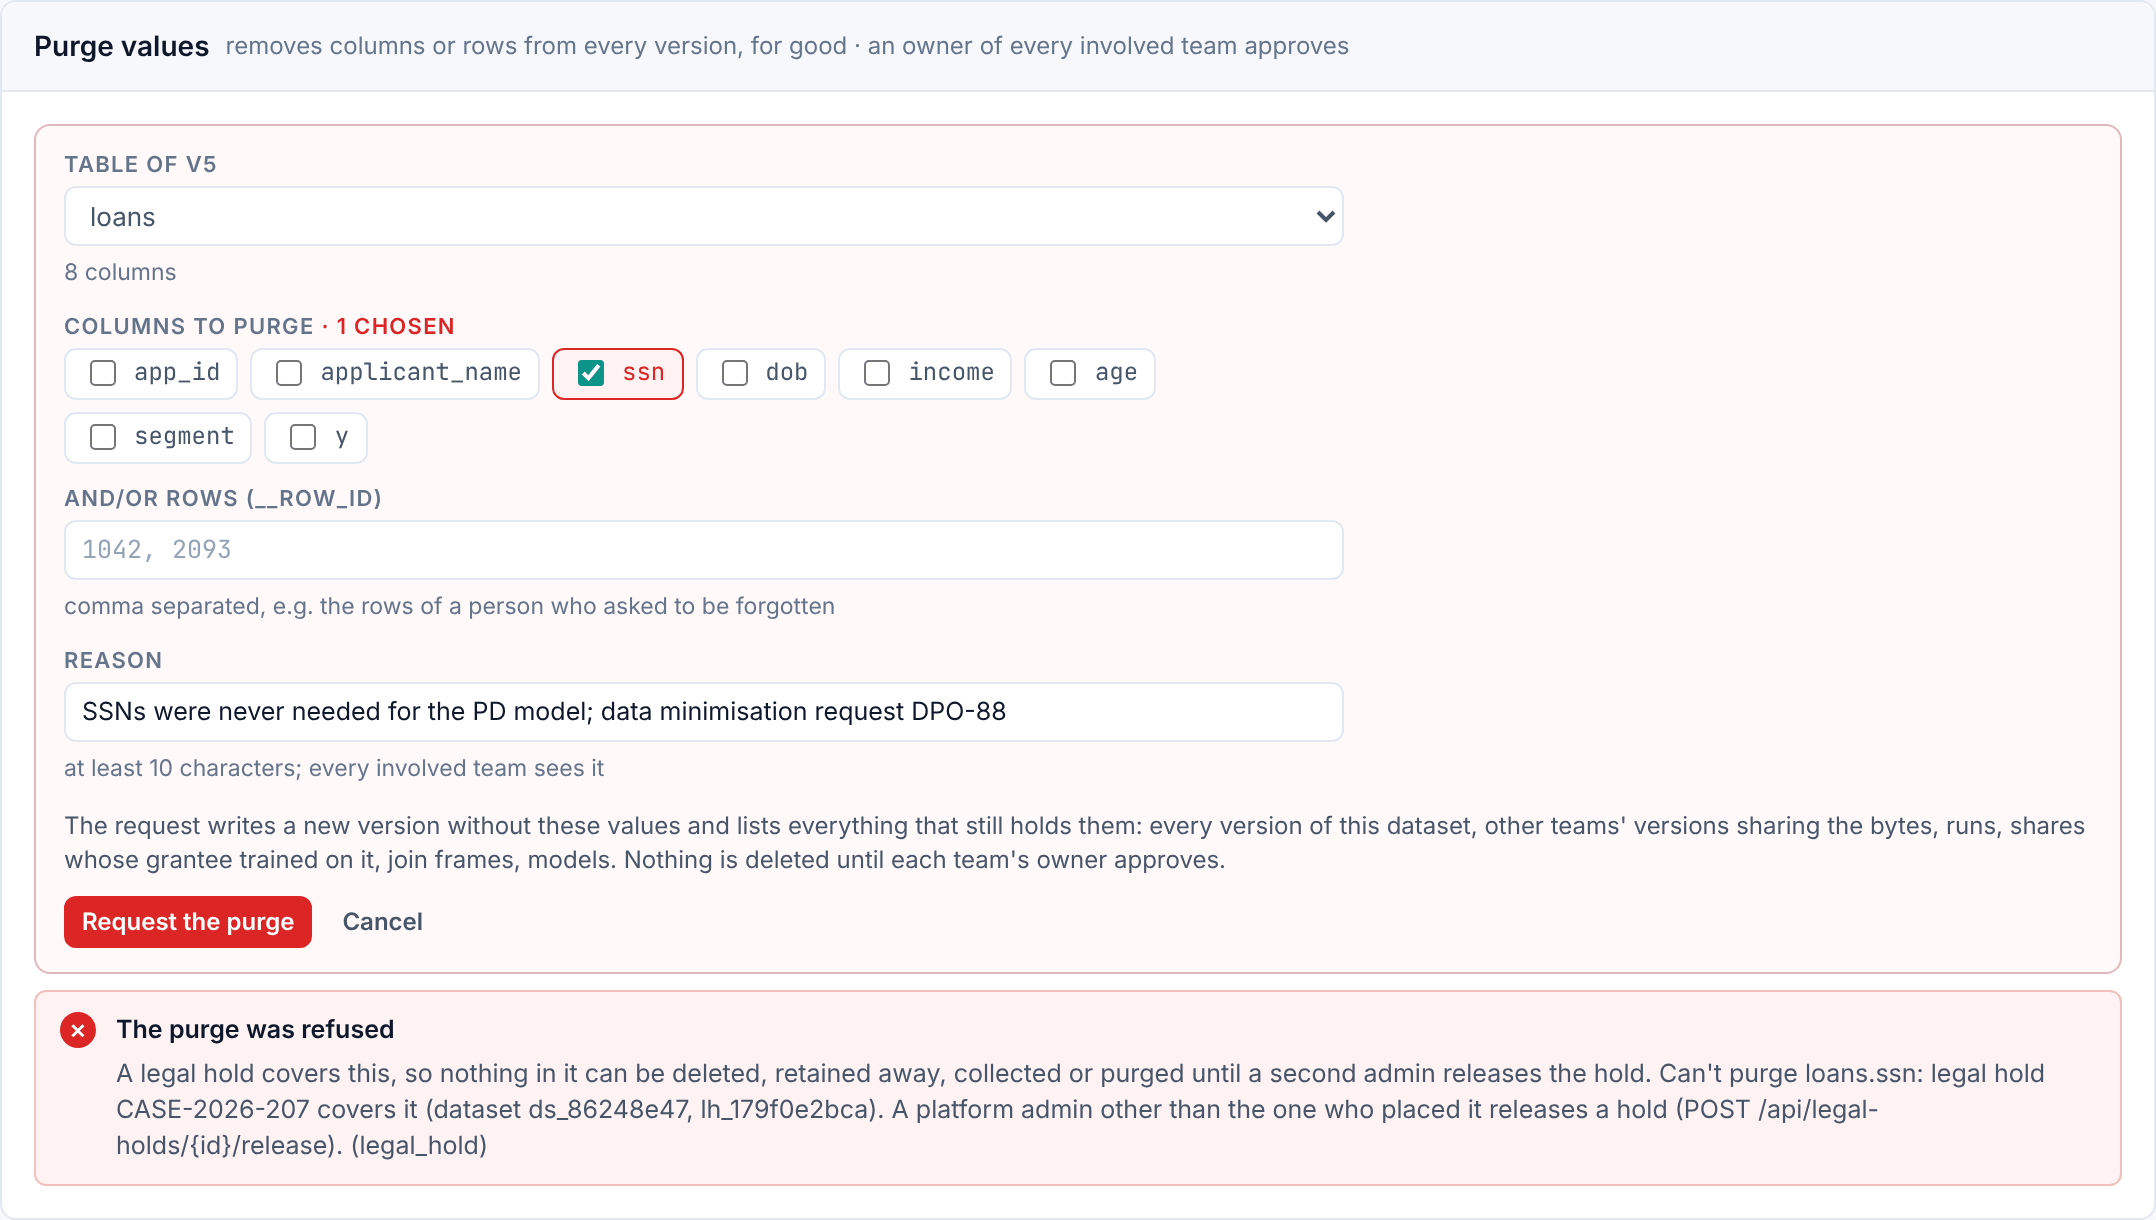 Purge values removes columns or rows from every version, for good · an owner of every involved team approves
TABLE OF V5
loans
8 columns
COLUMNS TO PURGE · 1 CHOSEN
app_id applicant_name ssn dob income age
segment y
AND/OR ROWS (__ROW_ID)
1042, 2093
comma separated, e.g. the rows of a person who asked to be forgotten
REASON
SSNs were never needed for the PD model; data minimisation request DPO-88
at least 10 characters; every involved team sees it
The request writes a new version without these values and lists everything that still holds them: every version of this dataset, other teams' versions sharing the bytes, runs, shares
whose grantee trained on it, join frames, models. Nothing is deleted until each team's owner approves.
Request the purge Cancel
The purge was refused
A legal hold covers this, so nothing in it can be deleted, retained away, collected or purged until a second admin releases the hold. Can't purge loans.ssn: legal hold
CASE-2026-207 covers it (dataset ds_86248e47, lh_179f0e2bca). A platform admin other than the one who placed it releases a hold (POST /api/legal-
holds/{id}/release). (legal_hold)